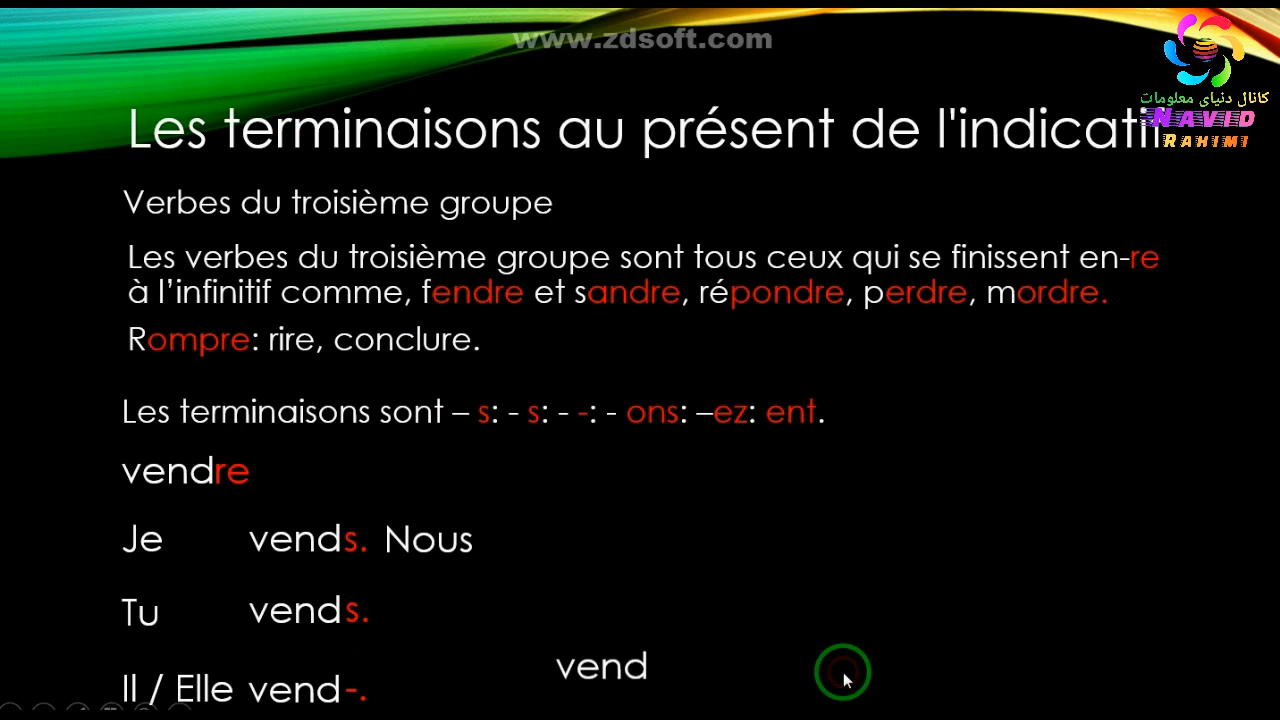 www.zdsoft.com
کانال دنیای معلومات
NAVID
RAHIMI
Les terminaisons au présent de l'indicatif
Verbes du troisième groupe
Les verbes du troisième groupe sont tous ceux qui se finissent en-re
à l’infinitif comme, fendre et sandre, répondre, perdre, mordre.
Rompre: rire, conclure.
Les terminaisons sont – s: - s: - -: - ons: –ez: ent.
vendre
Je vends. Nous
Tu vends.
vend
Il / Elle vend-.